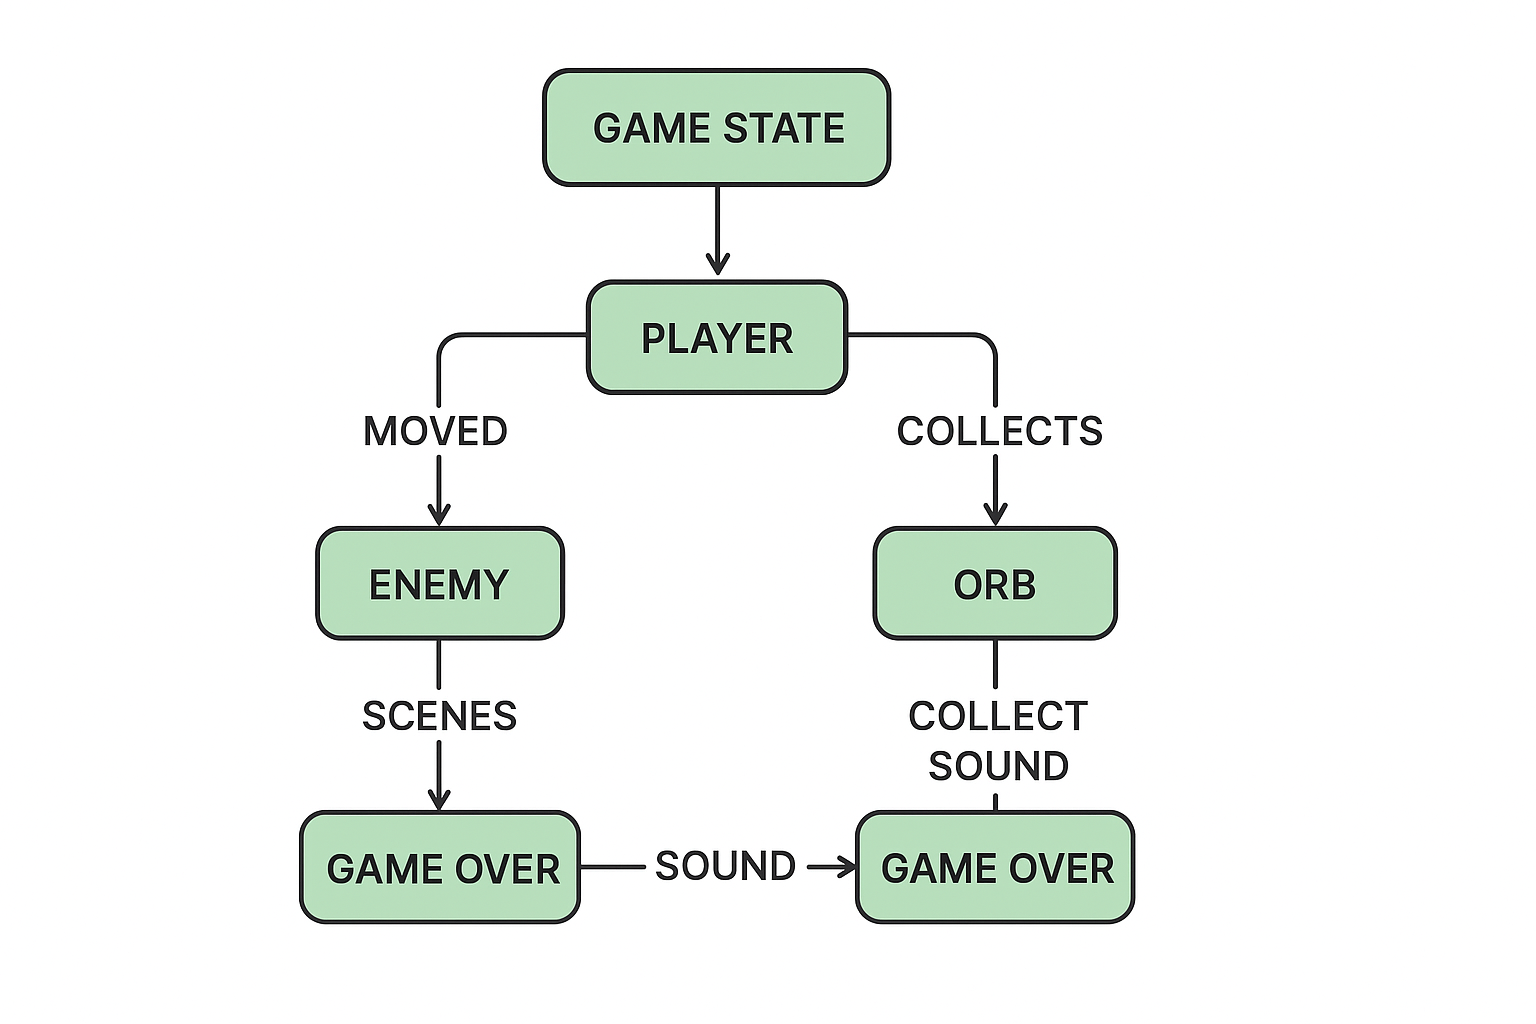 GAME STATE
PLAYER
MOVED
COLLECTS
ENEMY
ORB
SCENES
COLLECT
SOUND
GAME OVER
SOUND
GAME OVER